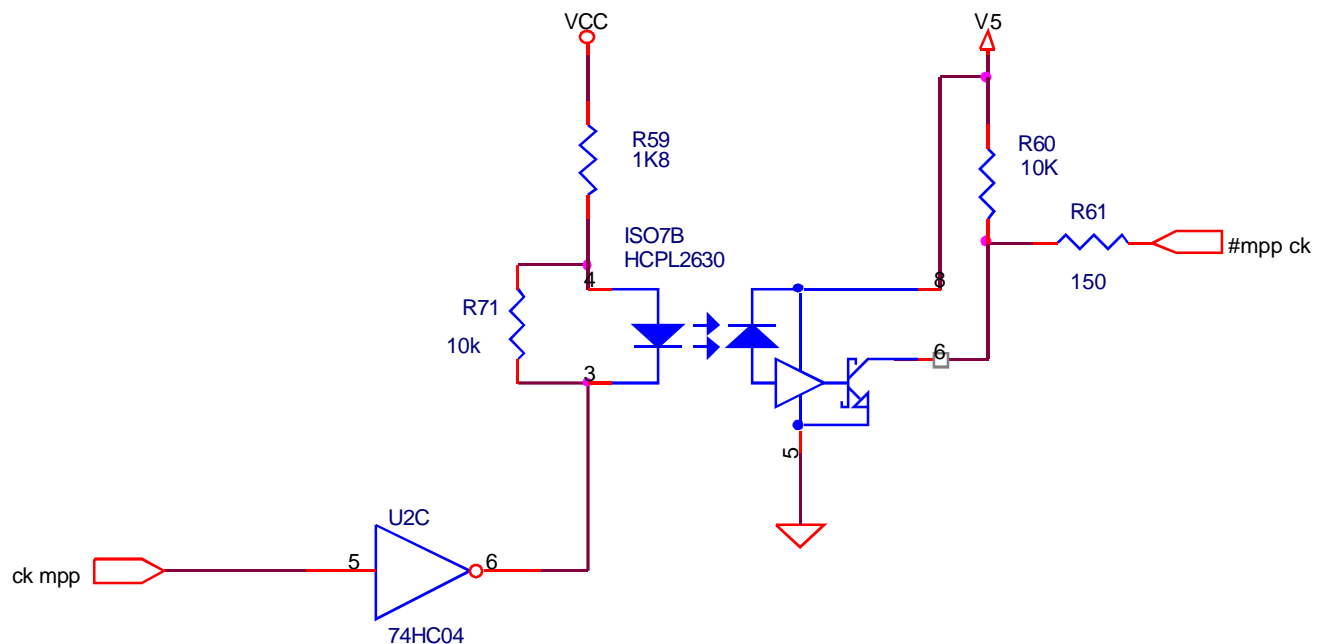 VCC
V5
R59
1K8
R60
10K
R61
150
#mpp ck
ISO7B
HCPL2630
4
8
R71
10k
3
6
5
U2C
ck mpp
5
6
74HC04